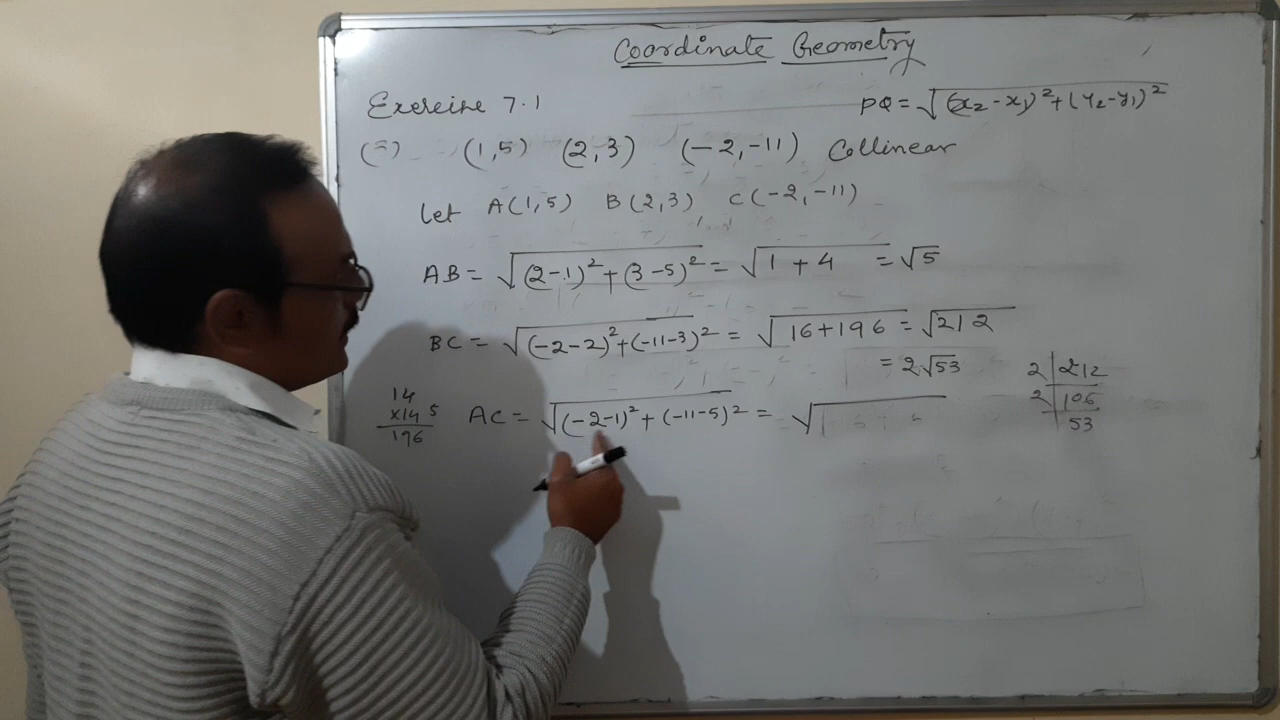 Coordinate Geometry
Exercise 7.1
PQ = √(x₂ - x₁)² + (y₂ - y₁)²
(1,5) (2,3) (-2,-11) Collinear
Let A(1,5) B(2,3) C(-2,-11)
AB = √(2-1)² + (3-5)² = √1 + 4 = √5
BC = √(-2-2)² + (-11-3)² = √16+196 = √212
= 2√53
14
×14
196
AC = √(-2-1)² + (-11-5)² = √
2 | 212
2 | 106
53